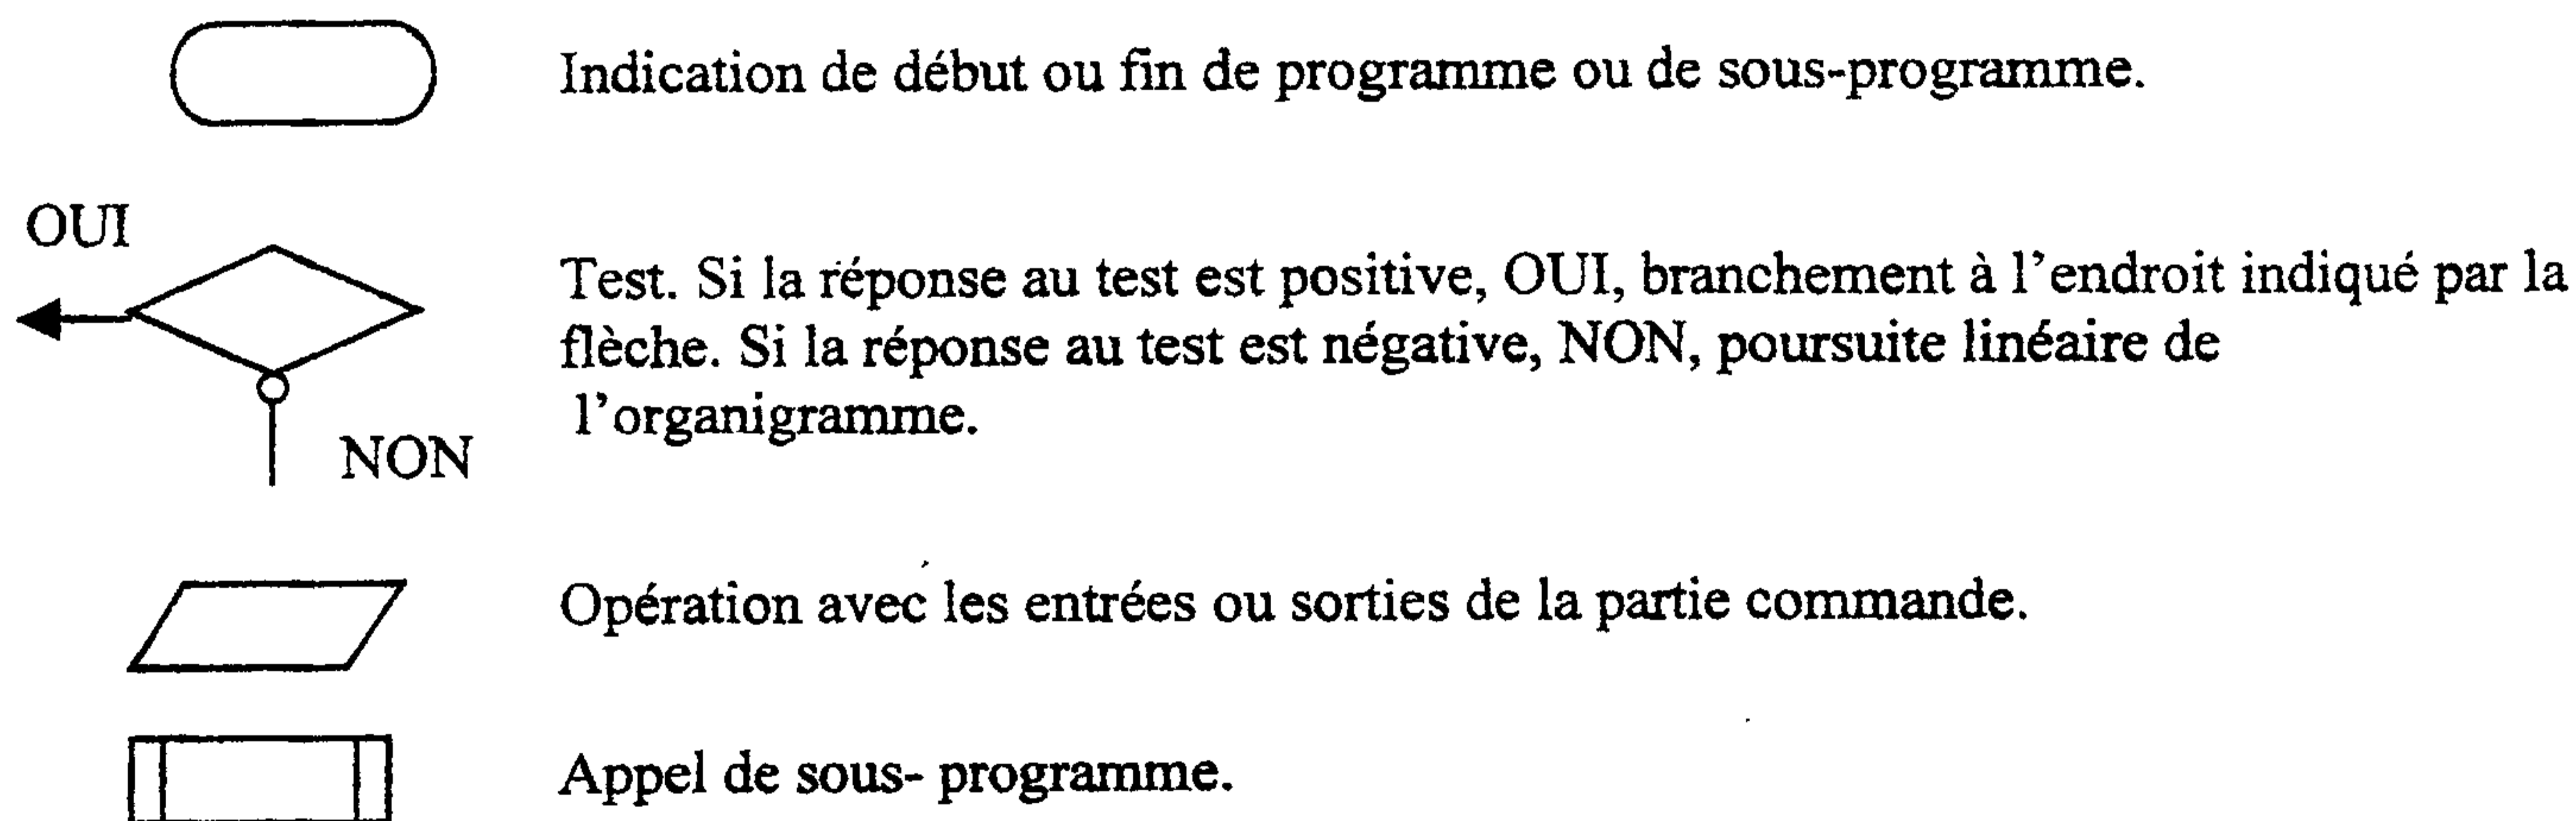 Indication de début ou fin de programme ou de sous-programme.
OUI
Test. Si la réponse au test est positive, OUI, branchement à l'endroit indiqué par la
flèche. Si la réponse au test est négative, NON, poursuite linéaire de
l'organigramme.
NON
Opération avec les entrées ou sorties de la partie commande.
Appel de sous- programme.